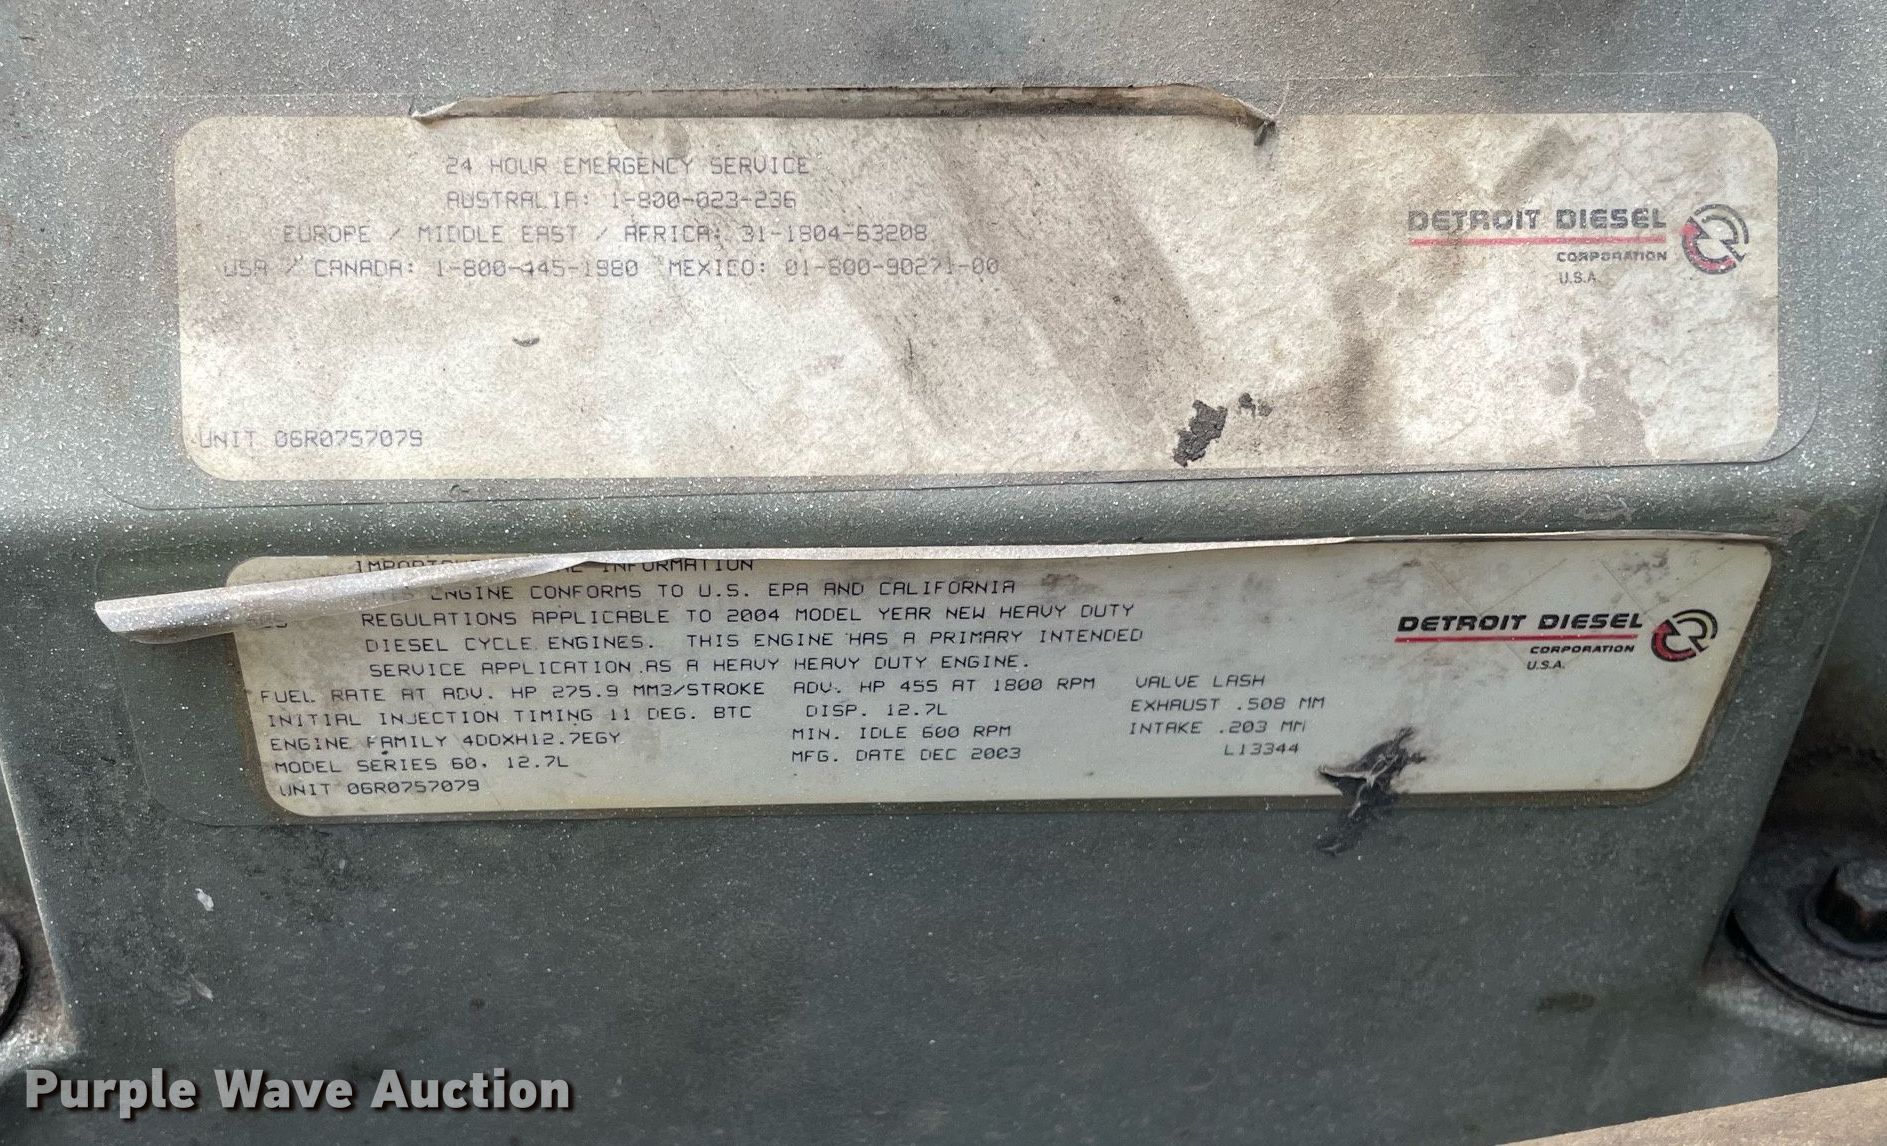 24 HOUR EMERGENCY SERVICE
AUSTRALIA: 1-800-023-236
EUROPE / MIDDLE EAST / AFRICA: 31-1804-63208
USA / CANADA: 1-800-445-1980 MEXICO: 01-800-90271-00
DETROIT DIESEL
CORPORATION
U.S.A.
UNIT 06R0757079
INFORMATION
ENGINE CONFORMS TO U.S. EPA AND CALIFORNIA
REGULATIONS APPLICABLE TO 2004 MODEL YEAR NEW HEAVY DUTY
DIESEL CYCLE ENGINES. THIS ENGINE HAS A PRIMARY INTENDED
SERVICE APPLICATION AS A HEAVY HEAVY DUTY ENGINE.
DETROIT DIESEL
CORPORATION
U.S.A.
FUEL RATE AT ADV. HP 275.9 MM3/STROKE ADV. HP 455 AT 1800 RPM VALVE LASH
INITIAL INJECTION TIMING 11 DEG. BTC DISP. 12.7L EXHAUST .508 MM
ENGINE FAMILY 4DDXH12.7EGY MIN. IDLE 600 RPM INTAKE .203 MM
MODEL SERIES 60, 12.7L MFG. DATE DEC 2003 L13344
UNIT 06R0757079
Purple Wave Auction